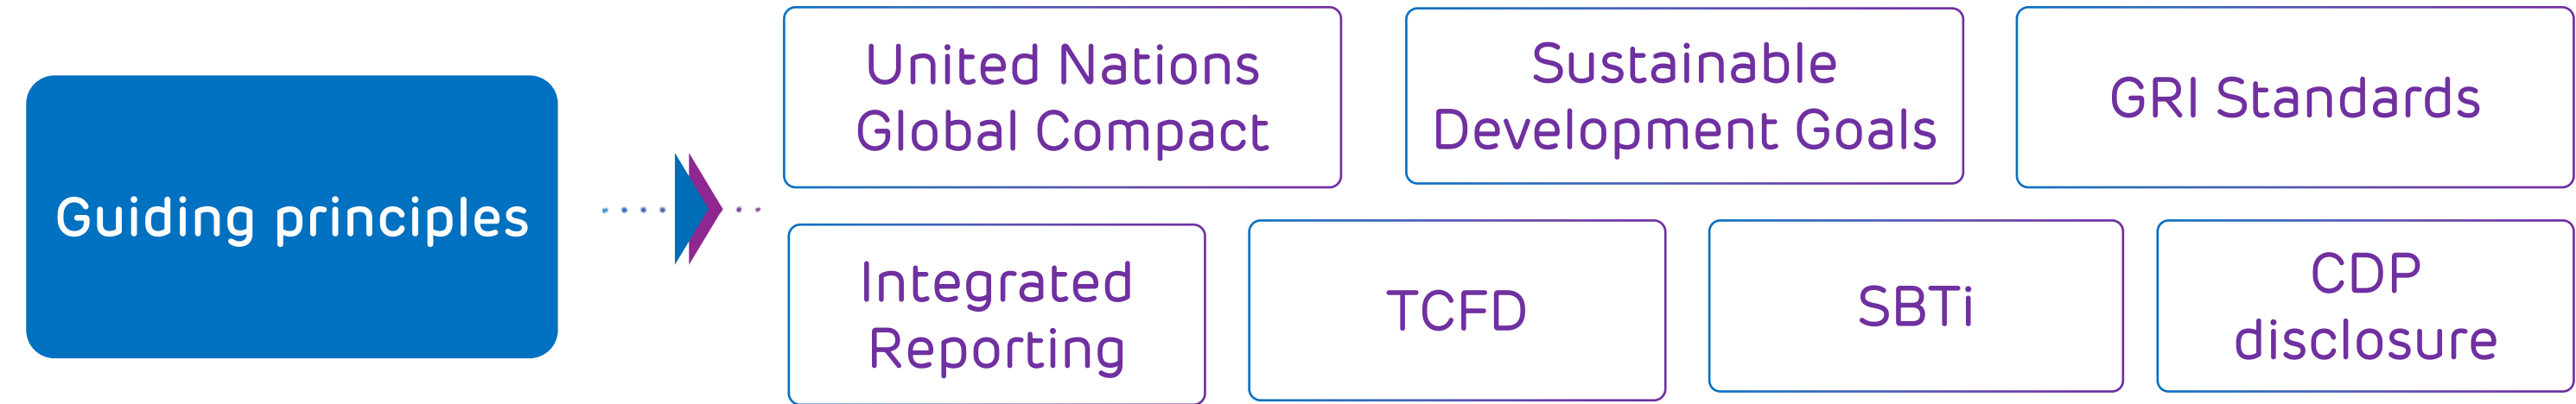 Guiding principles
United Nations
Global Compact
Sustainable
Development Goals
GRI Standards
Integrated
Reporting
TCFD
SBTi
CDP
disclosure